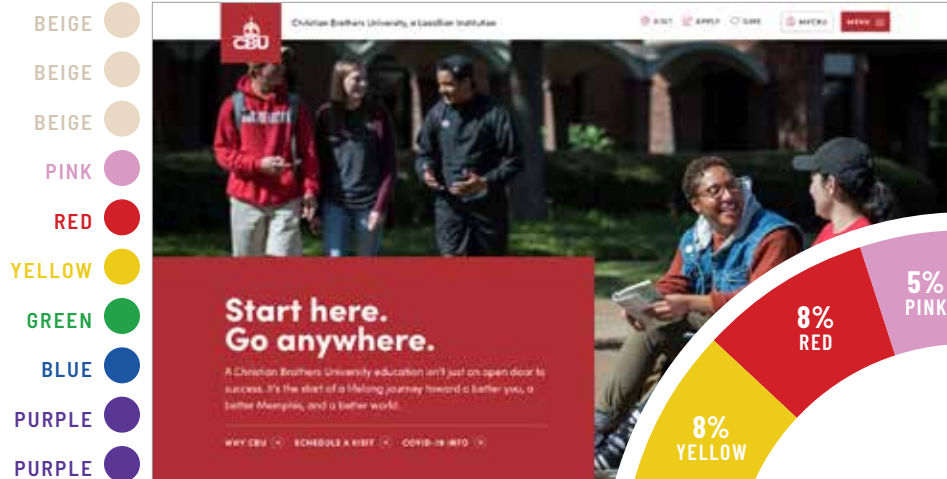 BEIGE
BEIGE
BEIGE
PINK
RED
YELLOW
GREEN
BLUE
PURPLE
PURPLE
CBU
Christian Brothers University, a Lasallian Institution
VISIT APPLY GIVE MYCBU MENU
Start here.
Go anywhere.
A Christian Brothers University education isn't just an open door to
success. It's the start of a lifelong journey toward a better you, a
better Memphis, and a better world.
WHY CBU SCHEDULE A VISIT COVID-19 INFO
5%
PINK
8%
RED
8%
YELLOW